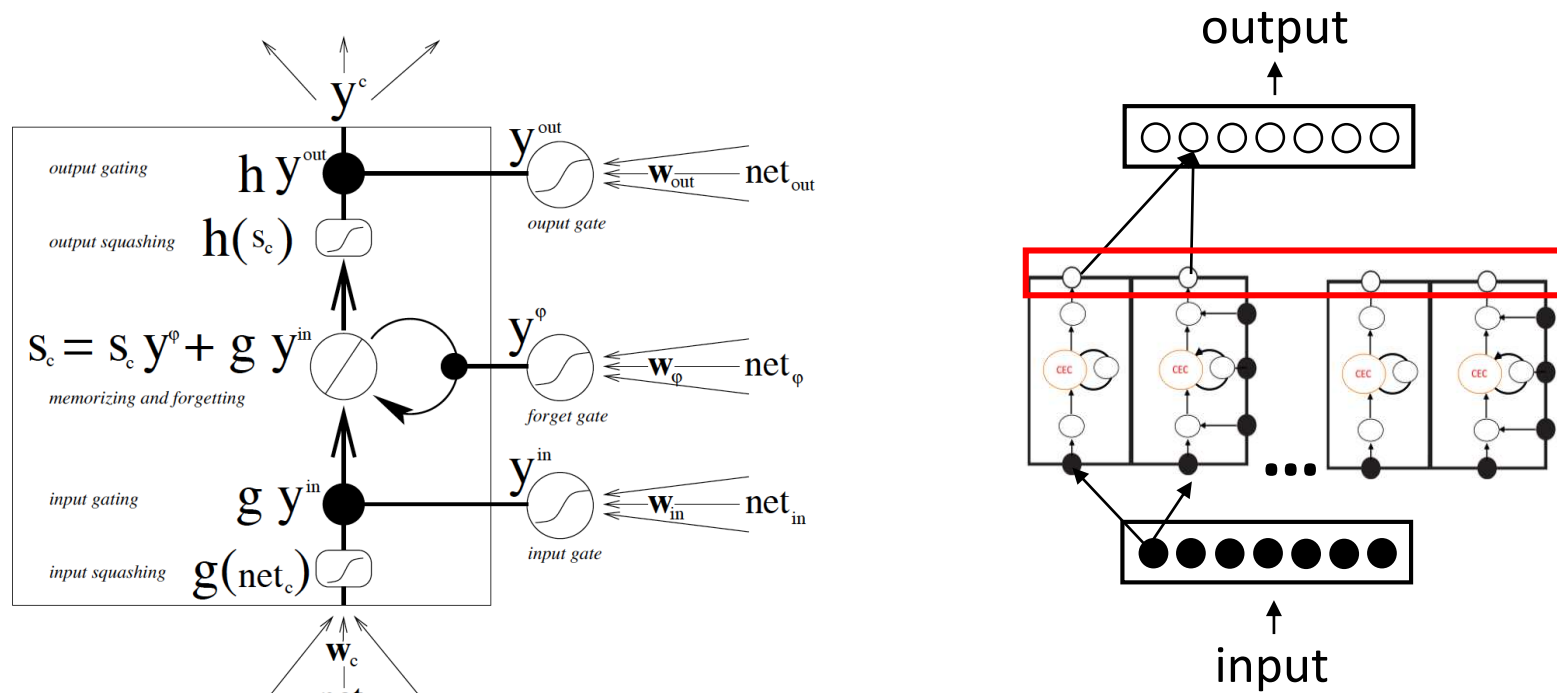 y^c
output gating
h y^out
y^out
w_out
net_out
ouput gate
output squashing
h(s_c)
s_c = s_c y^φ + g y^in
memorizing and forgetting
y^φ
w_φ
net_φ
forget gate
input gating
g y^in
y^in
w_in
net_in
input gate
input squashing
g(net_c)
w_c
output
CEC
CEC
CEC
CEC
...
input